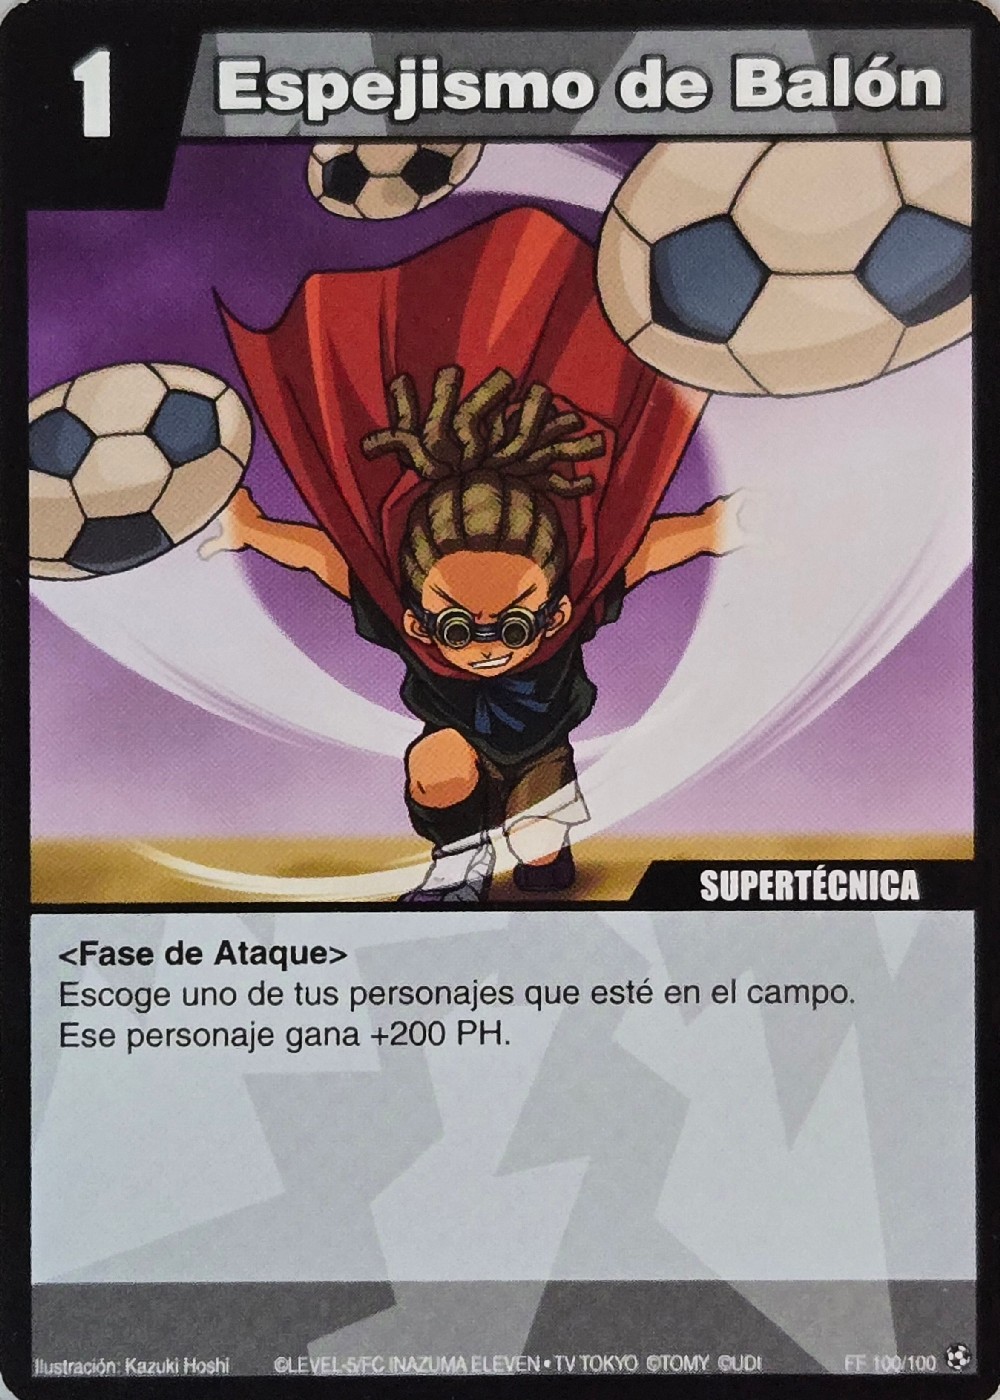 1
Espejismo de Balón
SUPERTÉCNICA
<Fase de Ataque>
Escoge uno de tus personajes que esté en el campo.
Ese personaje gana +200 PH.
Ilustración: Kazuki Hoshi ©LEVEL-5/FC INAZUMA ELEVEN • TV TOKYO ©TOMY ©UDI FF 100/100